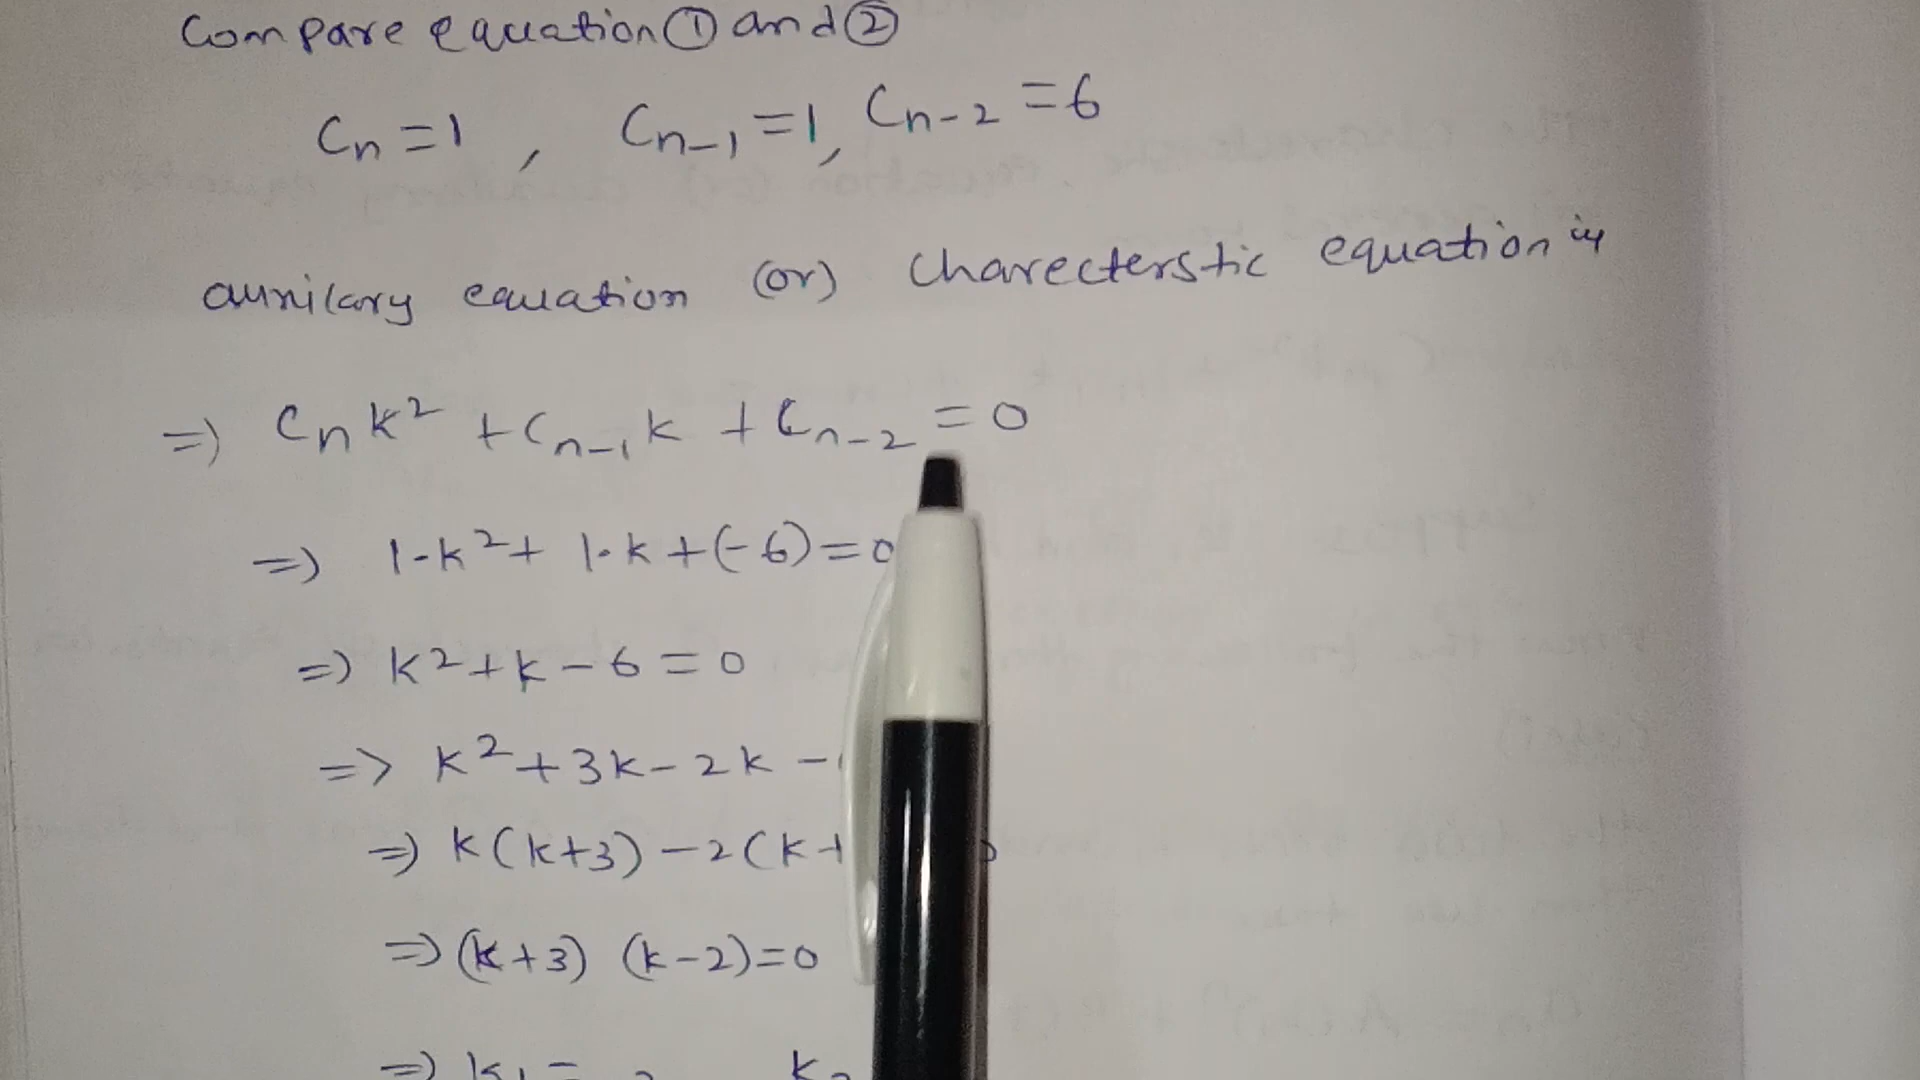 Compare equation ① and ②
Cn = 1 , Cn-1 = 1, Cn-2 = 6
auxilary equation (or) charecterstic equation is
=) Cn k² + Cn-1 k + Cn-2 = 0
=) 1·k² + 1·k + (-6) = 0
=) k² + k - 6 = 0
=> k² + 3k - 2k -
=) k(k+3) - 2(k+
=) (k+3) (k-2) = 0
=) k1 =